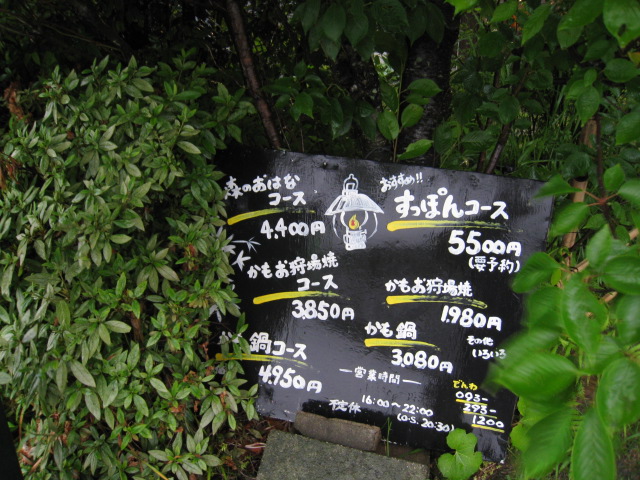 森のおはな
コース
4,400円
かもお狩場焼
コース
3,850円
鍋コース
4,950円
おすすめ!!
すっぽんコース
5500円
(要予約)
かもお狩場焼
1,980円
かも鍋
3,080円
その他
いろいろ
営業時間
16:00〜22:00
(o.s. 20:30)
不定休
でんわ
093-
293-
1200